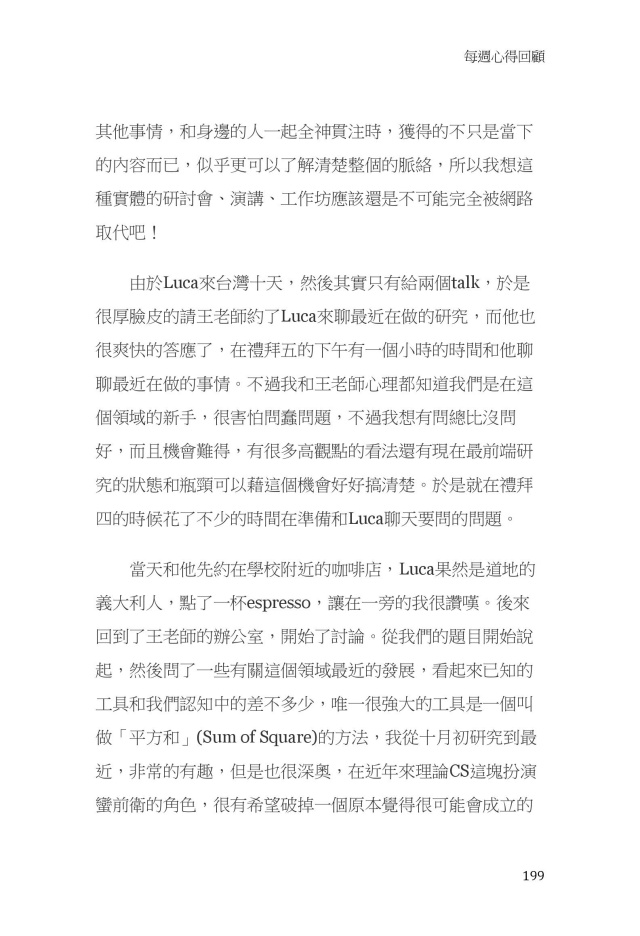 每週心得回顧
其他事情，和身邊的人一起全神貫注時，獲得的不只是當下
的內容而已，似乎更可以了解清楚整個的脈絡，所以我想這
種實體的研討會、演講、工作坊應該還是不可能完全被網路
取代吧！
由於Luca來台灣十天，然後其實只有給兩個talk，於是
很厚臉皮的請王老師約了Luca來聊最近在做的研究，而他也
很爽快的答應了，在禮拜五的下午有一個小時的時間和他聊
聊最近在做的事情。不過我和王老師心理都知道我們是在這
個領域的新手，很害怕問蠢問題，不過我想有問總比沒問
好，而且機會難得，有很多高觀點的看法還有現在最前端研
究的狀態和瓶頸可以藉這個機會好好搞清楚。於是就在禮拜
四的時候花了不少的時間在準備和Luca聊天要問的問題。
當天和他先約在學校附近的咖啡店，Luca果然是道地的
義大利人，點了一杯espresso，讓在一旁的我很讚嘆。後來
回到了王老師的辦公室，開始了討論。從我們的題目開始說
起，然後問了一些有關這個領域最近的發展，看起來已知的
工具和我們認知中的差不多少，唯一很強大的工具是一個叫
做「平方和」(Sum of Square)的方法，我從十月初研究到最
近，非常的有趣，但是也很深奧，在近年來理論CS這塊扮演
蠻前衛的角色，很有希望破掉一個原本覺得很可能會成立的
199